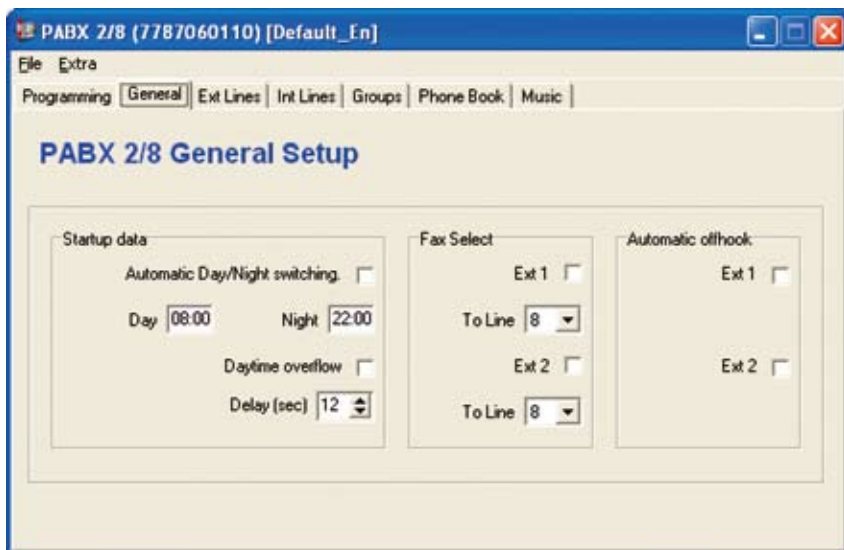 PABX 2/8 (7787060110) [Default_En]
File Extra
Programming General Ext Lines Int Lines Groups Phone Book Music
PABX 2/8 General Setup
Startup data
Automatic Day/Night switching.
Day 08:00 Night 22:00
Daytime overflow
Delay (sec) 12
Fax Select
Ext 1
To Line 8
Ext 2
To Line 8
Automatic offhook
Ext 1
Ext 2